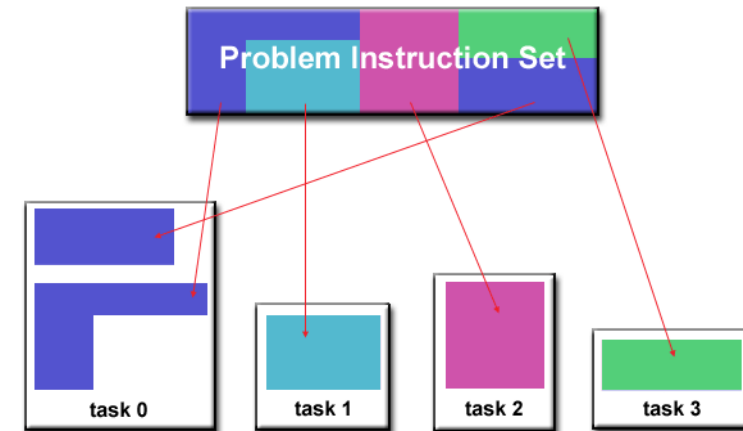 Problem Instruction Set
task 0
task 1
task 2
task 3